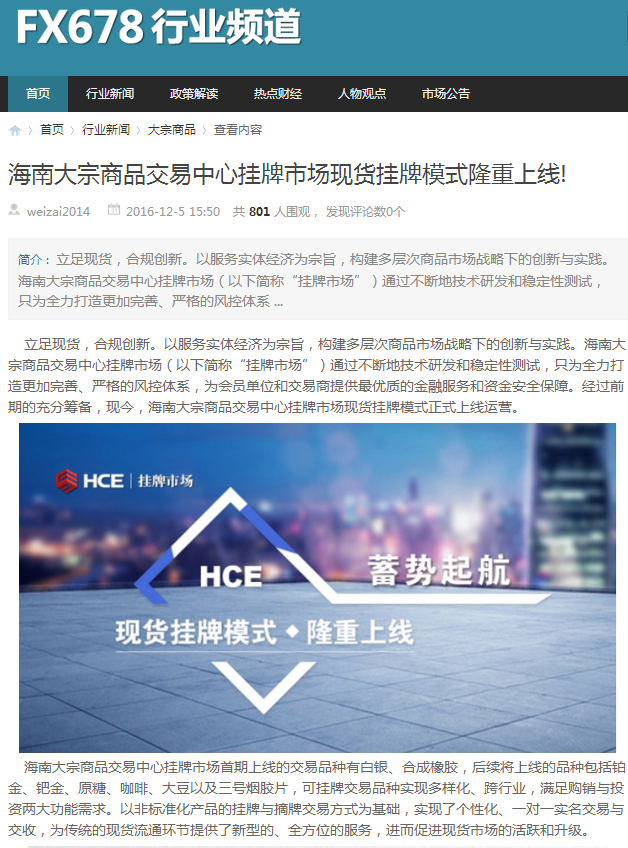 FX678 行业频道
首页 行业新闻 政策解读 热点财经 人物观点 市场公告
首页 行业新闻 大宗商品 查看内容
海南大宗商品交易中心挂牌市场现货挂牌模式隆重上线!
weizai2014 2016-12-5 15:50 共 801 人围观， 发现评论数0个
简介： 立足现货，合规创新。以服务实体经济为宗旨，构建多层次商品市场战略下的创新与实践。
海南大宗商品交易中心挂牌市场（以下简称“挂牌市场”）通过不断地技术研发和稳定性测试，
只为全力打造更加完善、严格的风控体系 ...
立足现货，合规创新。以服务实体经济为宗旨，构建多层次商品市场战略下的创新与实践。海南大
宗商品交易中心挂牌市场（以下简称“挂牌市场”）通过不断地技术研发和稳定性测试，只为全力打
造更加完善、严格的风控体系，为会员单位和交易商提供最优质的金融服务和资金安全保障。经过前
期的充分筹备，现今，海南大宗商品交易中心挂牌市场现货挂牌模式正式上线运营。
HCE 挂牌市场
HCE
蓄势起航
现货挂牌模式◆隆重上线
海南大宗商品交易中心挂牌市场首期上线的交易品种有白银、合成橡胶，后续将上线的品种包括铂
金、钯金、原糖、咖啡、大豆以及三号烟胶片，可挂牌交易品种实现多样化、跨行业，满足购销与投
资两大功能需求。以非标准化产品的挂牌与摘牌交易方式为基础，实现了个性化、一对一实名交易与
交收，为传统的现货流通环节提供了新型的、全方位的服务，进而促进现货市场的活跃和升级。